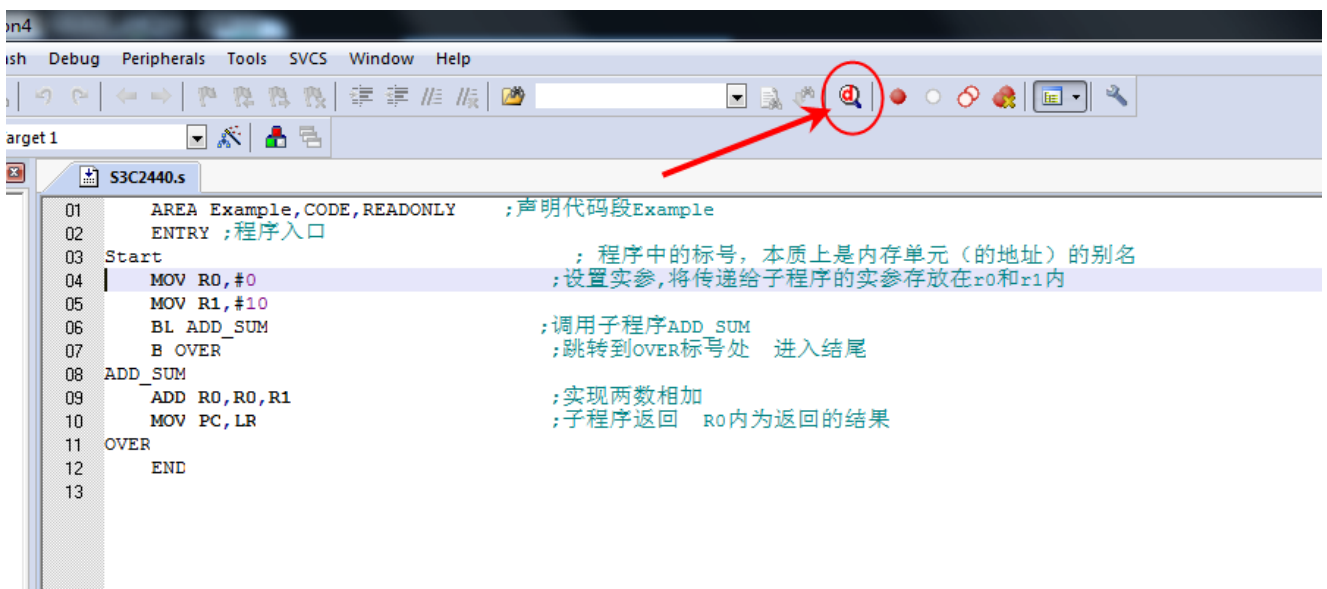 on4
ash Debug Peripherals Tools SVCS Window Help
arget 1
S3C2440.s
01 AREA Example,CODE,READONLY ;声明代码段Example
02 ENTRY ;程序入口
03 Start ; 程序中的标号，本质上是内存单元（的地址）的别名
04 MOV R0,#0 ;设置实参,将传递给子程序的实参存放在r0和r1内
05 MOV R1,#10
06 BL ADD_SUM ;调用子程序ADD_SUM
07 B OVER ;跳转到OVER标号处 进入结尾
08 ADD_SUM
09 ADD R0,R0,R1 ;实现两数相加
10 MOV PC,LR ;子程序返回 R0内为返回的结果
11 OVER
12 END
13